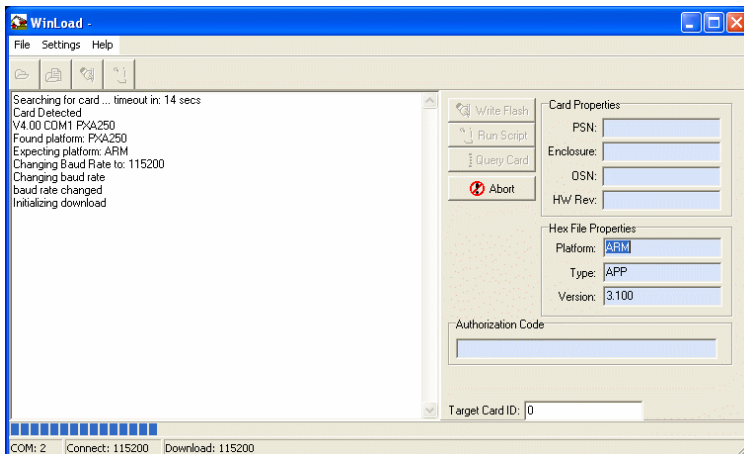 WinLoad -
File Settings Help
Searching for card ... timeout in: 14 secs
Card Detected
V4.00 COM1 PXA250
Found platform: PXA250
Expecting platform: ARM
Changing Baud Rate to: 115200
Changing baud rate
baud rate changed
Initializing download
Write Flash
Run Script
Query Card
Abort
Card Properties
PSN:
Enclosure:
OSN:
HW Rev:
Hex File Properties
Platform: ARM
Type: APP
Version: 3.100
Authorization Code
Target Card ID: 0
COM: 2 Connect: 115200 Download: 115200